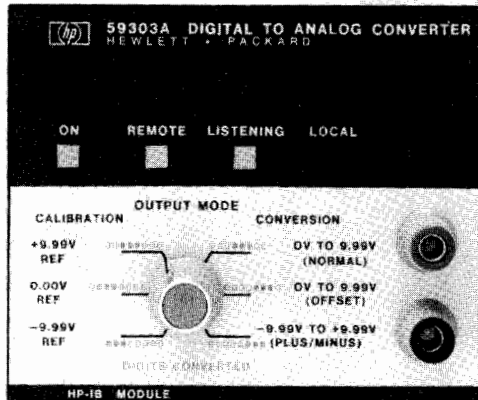 hp 59303A DIGITAL TO ANALOG CONVERTER
HEWLETT • PACKARD
ON REMOTE LISTENING LOCAL
OUTPUT MODE
CALIBRATION CONVERSION
+9.99V
REF
0V TO 9.99V
(NORMAL)
0.00V
REF
0V TO 9.99V
(OFFSET)
-9.99V
REF
-9.99V TO +9.99V
(PLUS/MINUS)
DIGITS CONVERTED
HP-IB MODULE